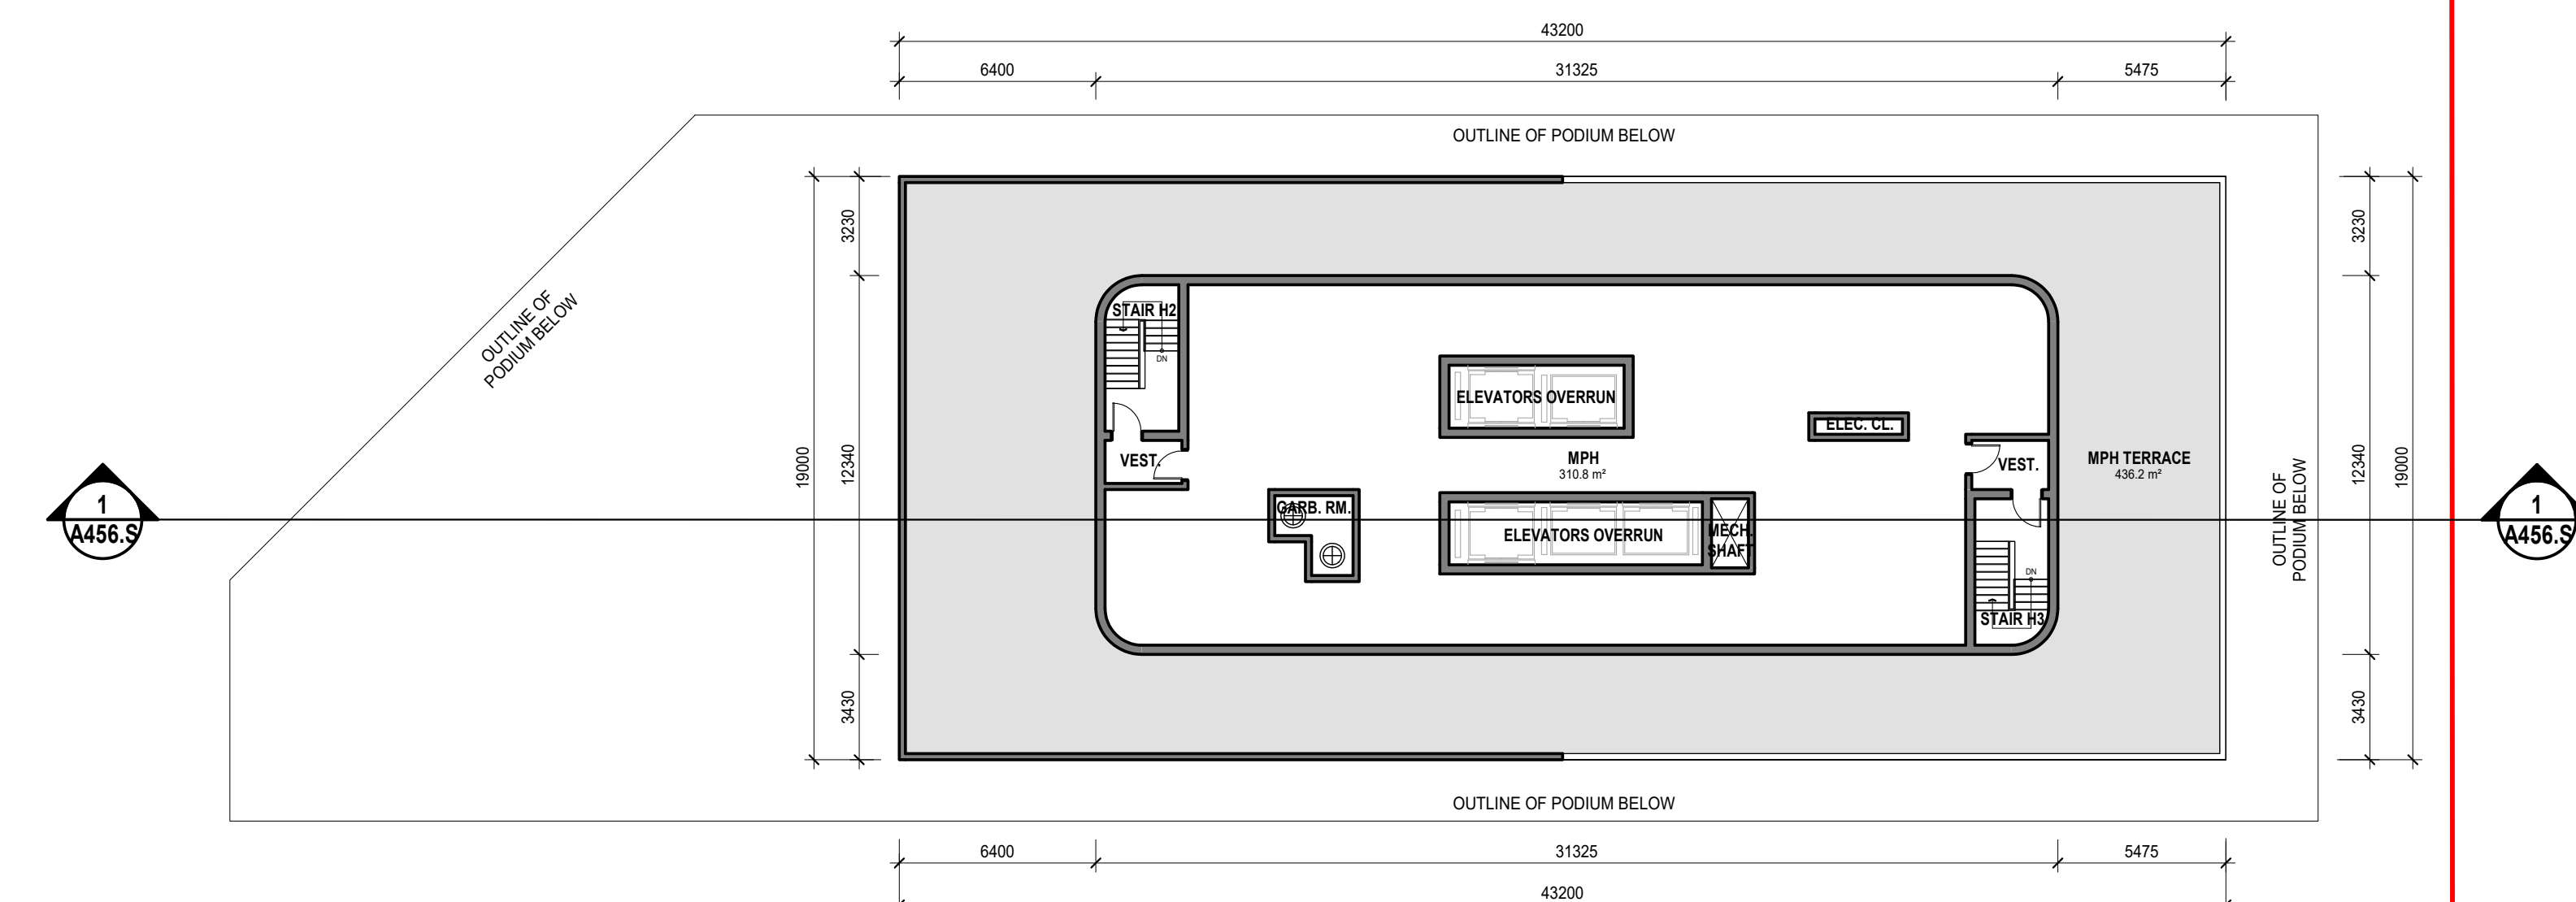 43200
6400
31325
5475
OUTLINE OF PODIUM BELOW
OUTLINE OF
PODIUM BELOW
19000
3230
12340
3430
STAIR H2
DN
VEST.
ELEVATORS OVERRUN
ELEC. CL.
MPH
310.8 m²
VEST.
MPH TERRACE
436.2 m²
GARB. RM.
ELEVATORS OVERRUN
MECH.
SHAFT
DN
STAIR H3
OUTLINE OF
PODIUM BELOW
3230
12340
3430
19000
1
A456.S
1
A456.S
OUTLINE OF PODIUM BELOW
6400
31325
5475
43200